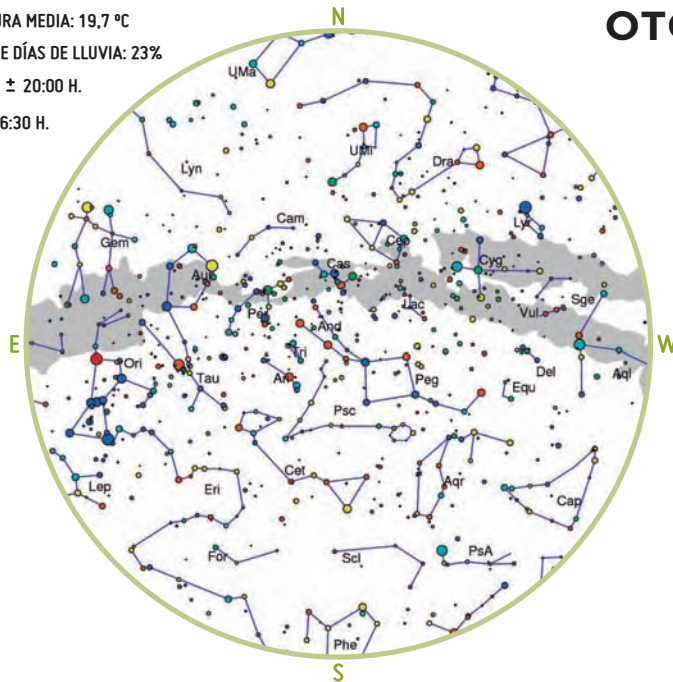 URA MEDIA: 19,7 ºC
E DÍAS DE LLUVIA: 23%
± 20:00 H.
6:30 H.
OTO
N
UMa
UMi
Dra
Lyn
Cam
Cep
Lyr
Gem
Aur
Cas
Cyg
Per
Lac
Vul
Sge
And
E
W
Ori
Tau
Tri
Ari
Peg
Del
Equ
Aql
Psc
Lep
Eri
Cet
Aqr
Cap
For
Scl
PsA
Phe
S